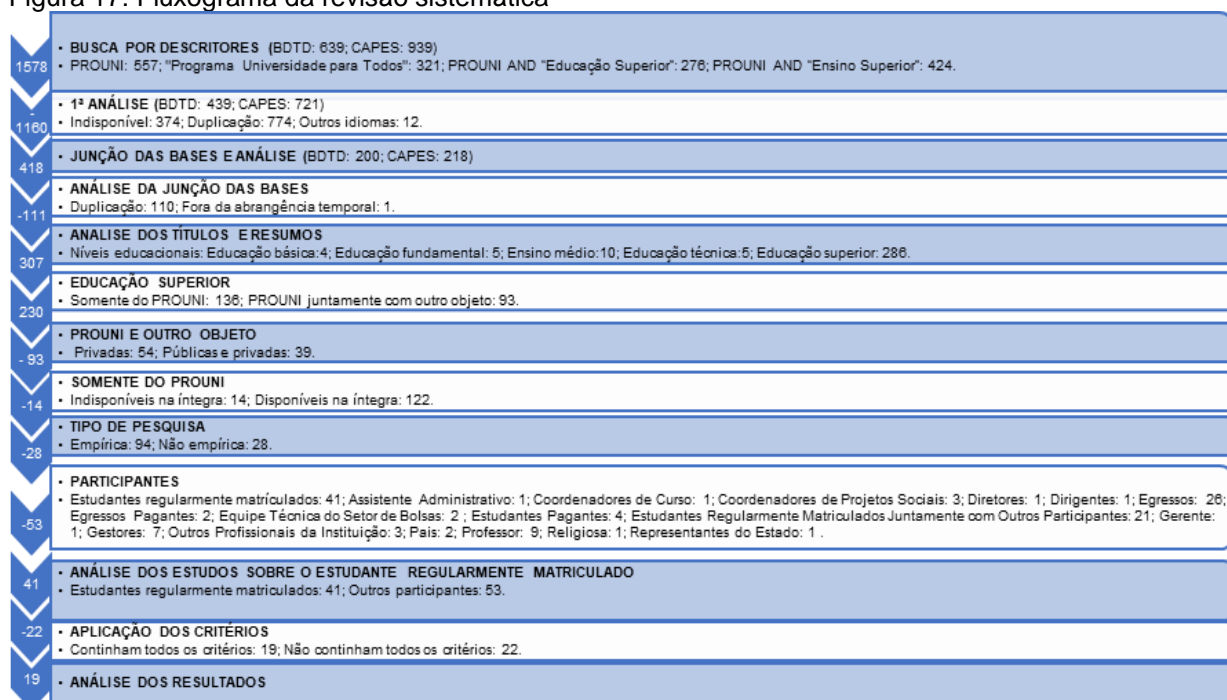 Figura 17: Fluxograma da revisão sistemática
1578
• BUSCA POR DESCRITORES (BDTD: 639; CAPES: 939)
• PROUNI: 557; "Programa Universidade para Todos": 321; PROUNI AND "Educação Superior": 276; PROUNI AND "Ensino Superior": 424.
-
1160
• 1ª ANÁLISE (BDTD: 439; CAPES: 721)
• Indisponível: 374; Duplicação: 774; Outros idiomas: 12.
418
• JUNÇÃO DAS BASES E ANÁLISE (BDTD: 200; CAPES: 218)
-111
• ANÁLISE DA JUNÇÃO DAS BASES
• Duplicação: 110; Fora da abrangência temporal: 1.
307
• ANALISE DOS TÍTULOS E RESUMOS
• Níveis educacionais: Educação básica:4; Educação fundamental: 5; Ensino médio:10; Educação técnica:5; Educação superior: 286.
230
• EDUCAÇÃO SUPERIOR
• Somente do PROUNI: 136; PROUNI juntamente com outro objeto: 93.
- 93
• PROUNI E OUTRO OBJETO
• Privadas: 54; Públicas e privadas: 39.
-14
• SOMENTE DO PROUNI
• Indisponíveis na íntegra: 14; Disponíveis na íntegra: 122.
-28
• TIPO DE PESQUISA
• Empírica: 94; Não empírica: 28.
-53
• PARTICIPANTES
• Estudantes regularmente matrículados: 41; Assistente Administrativo: 1; Coordenadores de Curso: 1; Coordenadores de Projetos Sociais: 3; Diretores: 1; Dirigentes: 1; Egressos: 26;
Egressos Pagantes: 2; Equipe Técnica do Setor de Bolsas: 2 ; Estudantes Pagantes: 4; Estudantes Regularmente Matriculados Juntamente com Outros Participantes: 21; Gerente:
1; Gestores: 7; Outros Profissionais da Instituição: 3; Pais: 2; Professor: 9; Religiosa: 1; Representantes do Estado: 1 .
41
• ANÁLISE DOS ESTUDOS SOBRE O ESTUDANTE REGULARMENTE MATRICULADO
• Estudantes regularmente matriculados: 41; Outros participantes: 53.
-22
• APLICAÇÃO DOS CRITÉRIOS
• Continham todos os critérios: 19; Não continham todos os critérios: 22.
19
• ANÁLISE DOS RESULTADOS